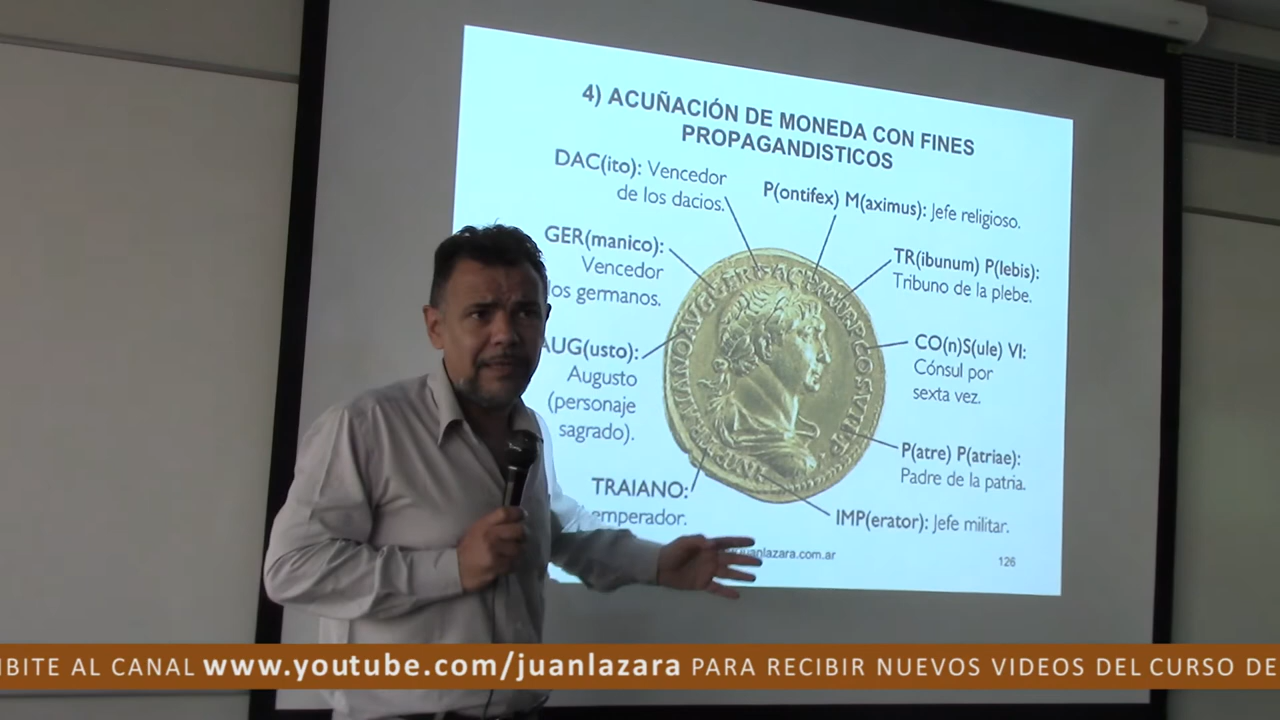 4) ACUÑACIÓN DE MONEDA CON FINES
PROPAGANDISTICOS
DAC(ito): Vencedor
de los dacios.
P(ontifex) M(aximus): Jefe religioso.
GER(manico):
Vencedor
los germanos.
TR(ibunum) P(lebis):
Tribuno de la plebe.
AUG(usto):
Augusto
(personaje
sagrado).
CO(n)S(ule) VI:
Cónsul por
sexta vez.
P(atre) P(atriae):
Padre de la patria.
TRAIANO:
emperador.
IMP(erator): Jefe militar.
juanlazara.com.ar
126
IBITE AL CANAL www.youtube.com/juanlazara PARA RECIBIR NUEVOS VIDEOS DEL CURSO DE